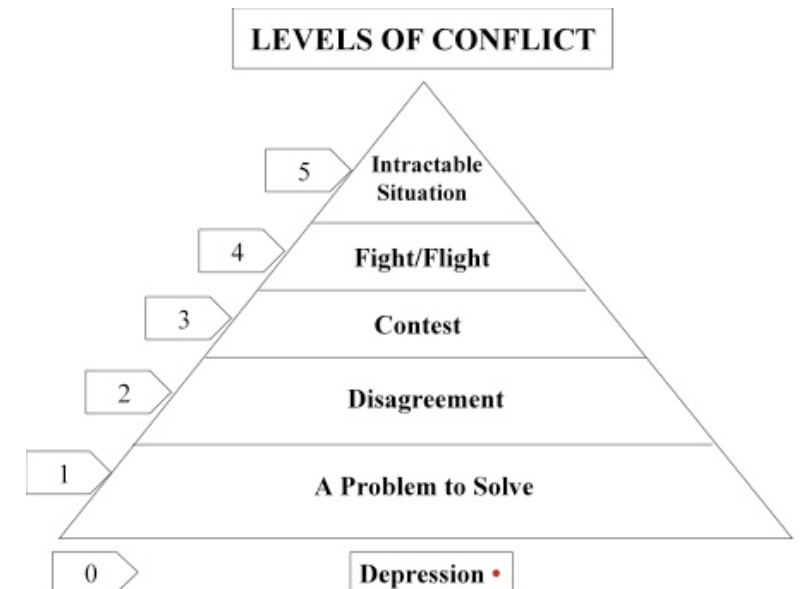 LEVELS OF CONFLICT
5
Intractable
Situation
4
Fight/Flight
3
Contest
2
Disagreement
1
A Problem to Solve
0
Depression •